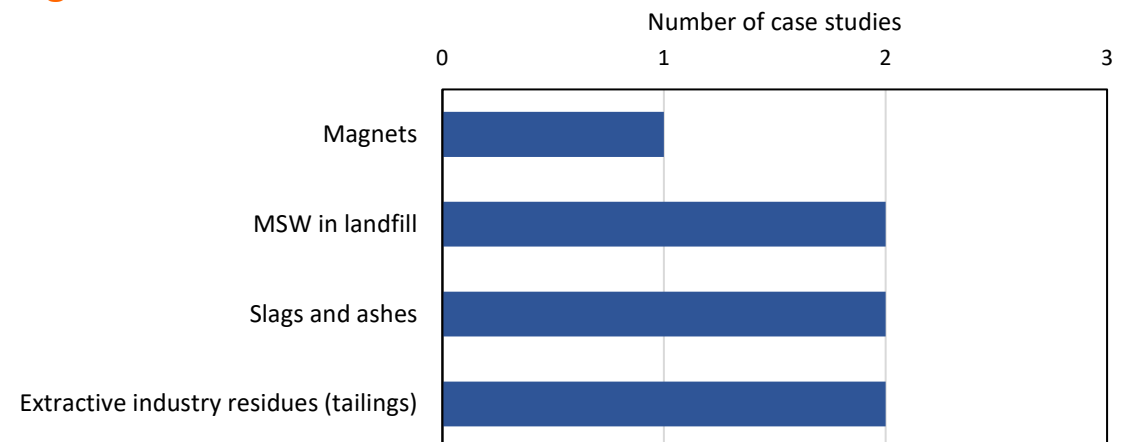 Number of case studies
0 1 2 3
Magnets
MSW in landfill
Slags and ashes
Extractive industry residues (tailings)